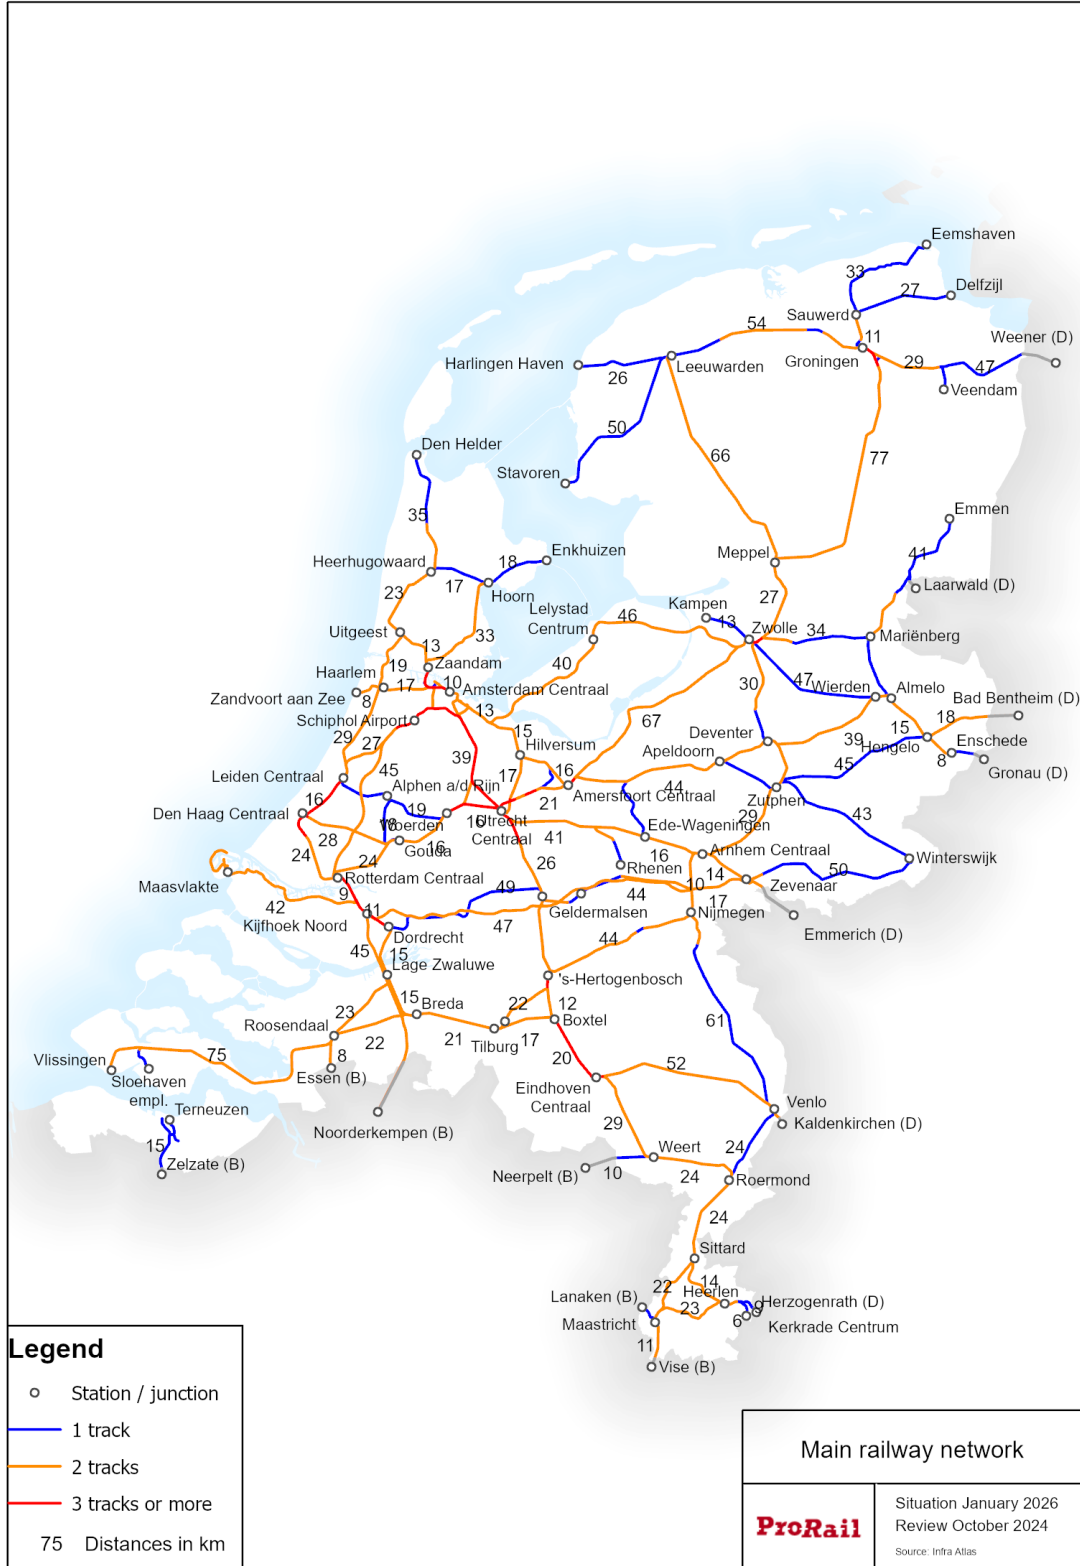 Eemshaven
33
27
Delfzijl
Sauwerd
54
11
Weener (D)
Harlingen Haven
26
Leeuwarden
Groningen
29
47
Veendam
50
Den Helder
66
77
Stavoren
35
Emmen
Heerhugowaard
18
Enkhuizen
Meppel
41
17
Laarwald (D)
23
Hoorn
27
Lelystad
Centrum
46
Kampen
13
Zwolle
34
Mariënberg
Uitgeest
13
33
Zaandam
40
Haarlem
19
17
10
Amsterdam Centraal
30
47
Wierden
Almelo
Bad Bentheim (D)
Zandvoort aan Zee
8
Schiphol Airport
13
67
15
18
29
27
15
Hilversum
Deventer
39
Hengelo
Enschede
39
Apeldoorn
8
Leiden Centraal
45
17
16
45
Gronau (D)
Alphen a/d Rijn
44
Amersfoort Centraal
Zutphen
16
21
Den Haag Centraal
19
18
Woerden
16
Utrecht
Centraal
29
43
28
16
Gouda
41
Ede-Wageningen
24
24
26
16
Arnhem Centraal
Rhenen
14
50
Winterswijk
Maasvlakte
Rotterdam Centraal
9
49
10
Zevenaar
42
44
17
Kijfhoek Noord
11
47
Geldermalsen
Nijmegen
Dordrecht
Emmerich (D)
45
15
44
Lage Zwaluwe
's-Hertogenbosch
23
15
Breda
22
12
Boxtel
61
Roosendaal
22
21
Tilburg
17
Vlissingen
75
8
20
52
Sloehaven
empl.
Essen (B)
Eindhoven
Centraal
Venlo
Terneuzen
Kaldenkirchen (D)
Noorderkempen (B)
29
15
Weert
24
Zelzate (B)
Neerpelt (B)
10
24
Roermond
24
Sittard
22
14
Lanaken (B)
Heerlen
Herzogenrath (D)
23
9
Maastricht
6
Kerkrade Centrum
11
Vise (B)
Legend
Station / junction
1 track
2 tracks
3 tracks or more
75 Distances in km
Main railway network
ProRail
Situation January 2026
Review October 2024
Source: Infra Atlas